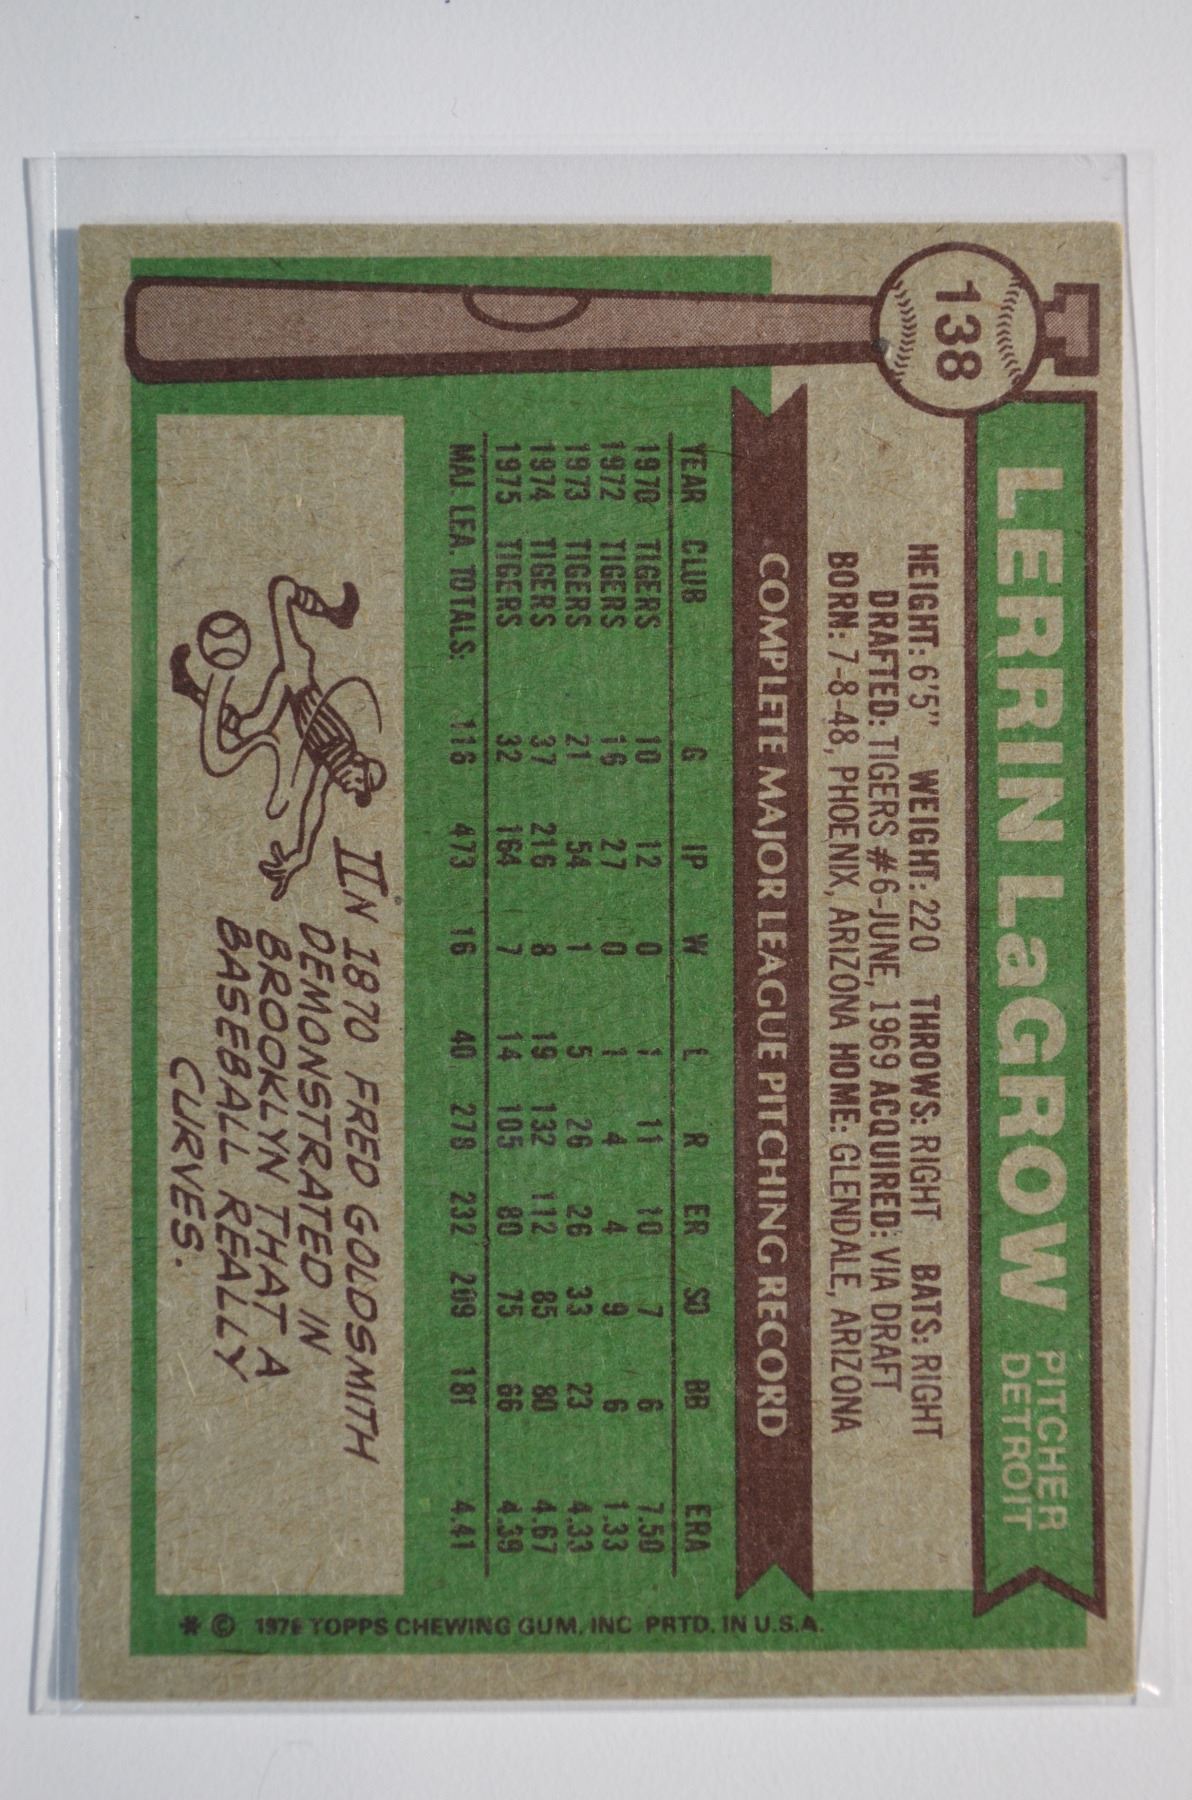 138
LERRIN LaGROW
PITCHER
DETROIT
HEIGHT: 6'5" WEIGHT: 220 THROWS: RIGHT BATS: RIGHT
DRAFTED: TIGERS #6-JUNE, 1969 ACQUIRED: VIA DRAFT
BORN: 7-8-48, PHOENIX, ARIZONA HOME: GLENDALE, ARIZONA
COMPLETE MAJOR LEAGUE PITCHING RECORD
YEAR CLUB G IP W L R ER SO BB ERA
1970 TIGERS 10 12 0 1 11 10 7 6 7.50
1972 TIGERS 16 27 0 1 4 4 9 6 1.33
1973 TIGERS 21 54 1 5 26 26 33 23 4.33
1974 TIGERS 37 216 8 19 132 112 85 80 4.67
1975 TIGERS 32 164 7 14 105 80 75 66 4.39
MAJ. LEA. TOTALS: 116 473 16 40 278 232 209 181 4.41
IN 1870 FRED GOLDSMITH
DEMONSTRATED IN
BROOKLYN THAT A
BASEBALL REALLY
CURVES.
* © 1976 TOPPS CHEWING GUM, INC PRTD. IN U.S.A.